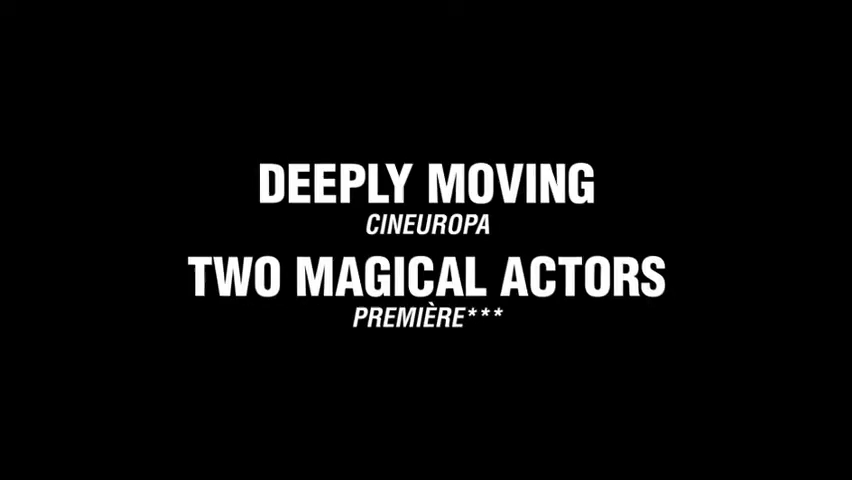 DEEPLY MOVING
CINEUROPA
TWO MAGICAL ACTORS
PREMIÈRE***